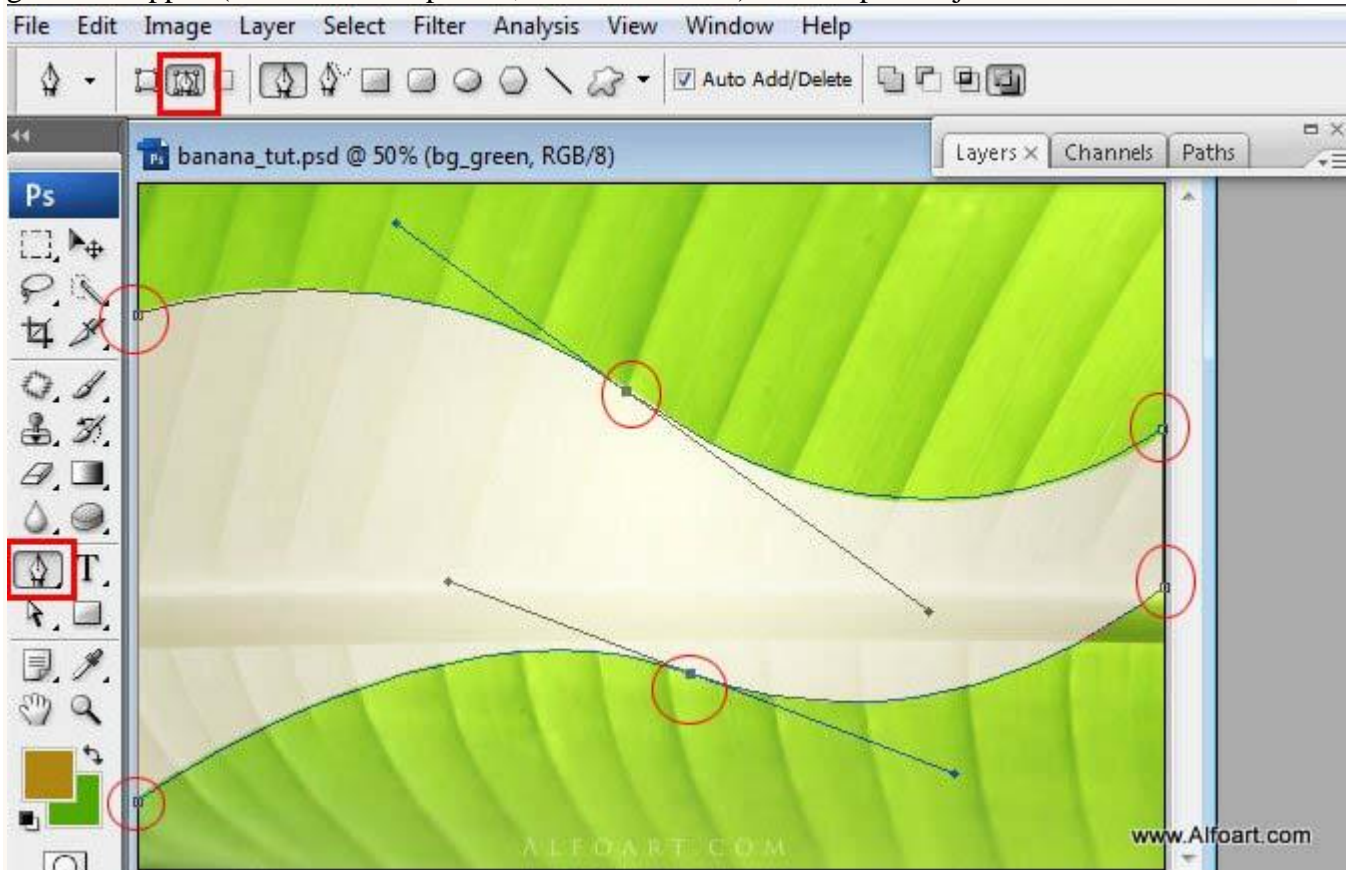 File Edit Image Layer Select Filter Analysis View Window Help
Auto Add/Delete
banana_tut.psd @ 50% (bg_green, RGB/8)
Layers × Channels Paths
Ps
T
ALFOART.COM
www.Alfoart.com